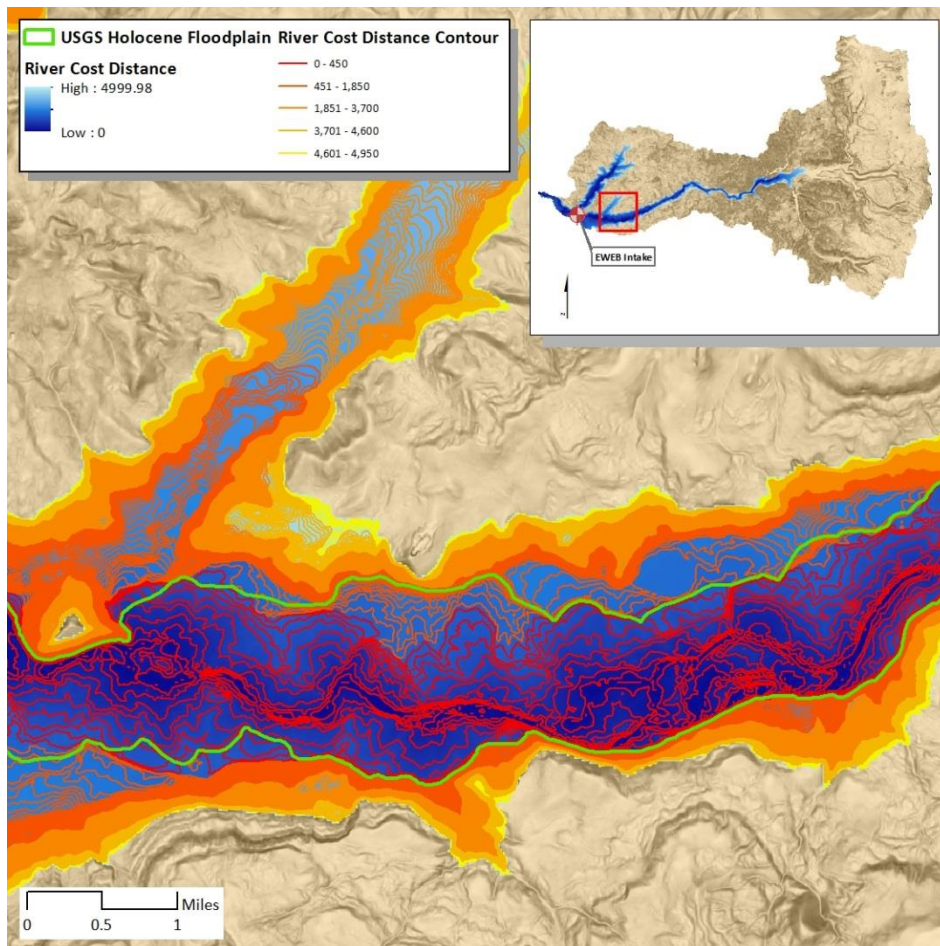 USGS Holocene Floodplain
River Cost Distance
High : 4999.98
Low : 0
River Cost Distance Contour
0 - 450
451 - 1,850
1,851 - 3,700
3,701 - 4,600
4,601 - 4,950
EWEB Intake
0
0.5
1
Miles